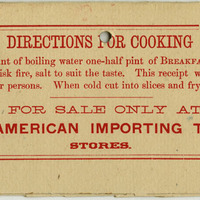 DIRECTIONS FOR COOKING
nt of boiling water one-half pint of BREAKFA
isk fire, salt to suit the taste. This receipt w
r persons. When cold cut into slices and fry
FOR SALE ONLY AT
AMERICAN IMPORTING T
STORES.